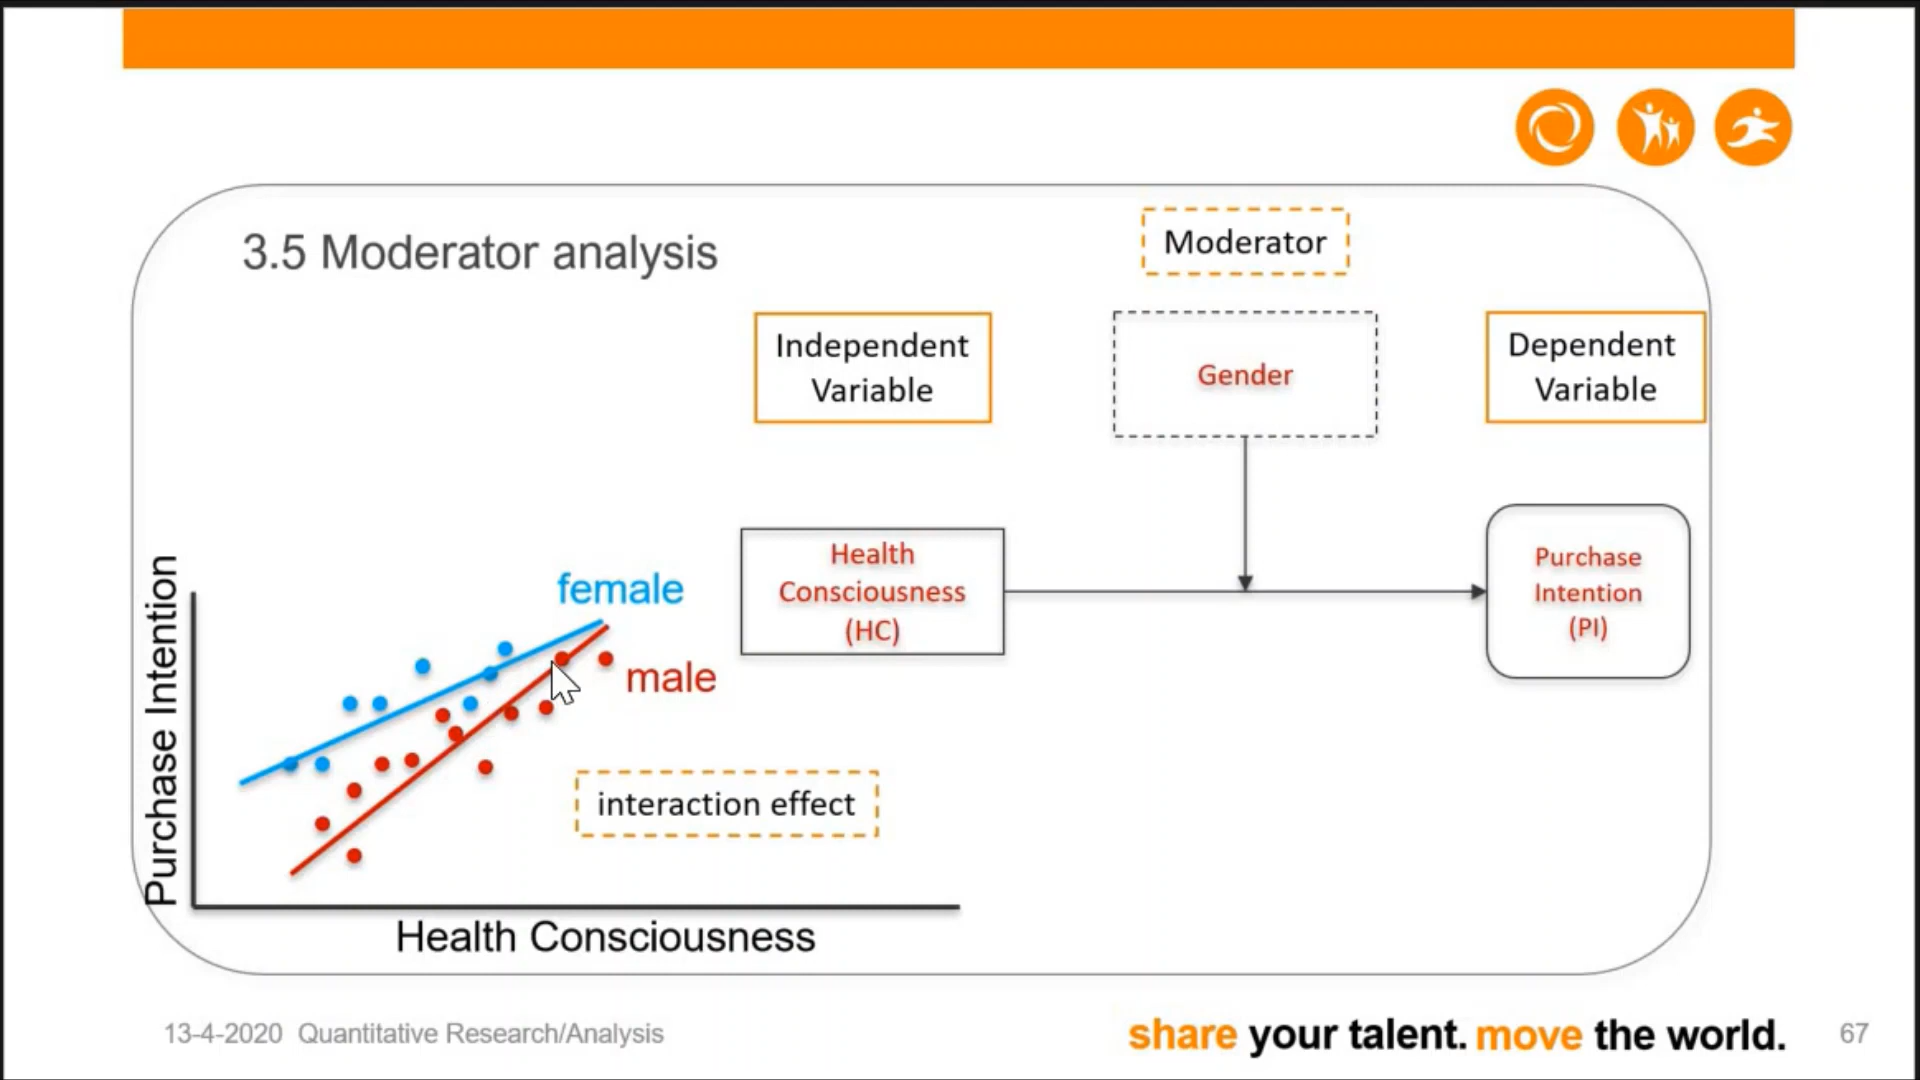 3.5 Moderator analysis
Moderator
Independent
Variable
Gender
Dependent
Variable
Health
Consciousness
(HC)
Purchase
Intention
(PI)
Purchase Intention
female
male
interaction effect
Health Consciousness
13-4-2020 Quantitative Research/Analysis
share your talent. move the world.
67